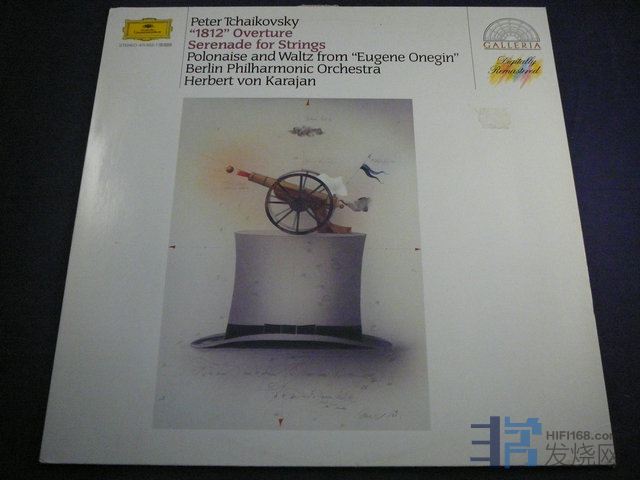 Peter Tchaikovsky
"1812" Overture
Serenade for Strings
Polonaise and Waltz from "Eugene Onegin"
Berlin Philharmonic Orchestra
Herbert von Karajan
GALLERIA
Digitally
Remastered
HIFI168.com
发烧网